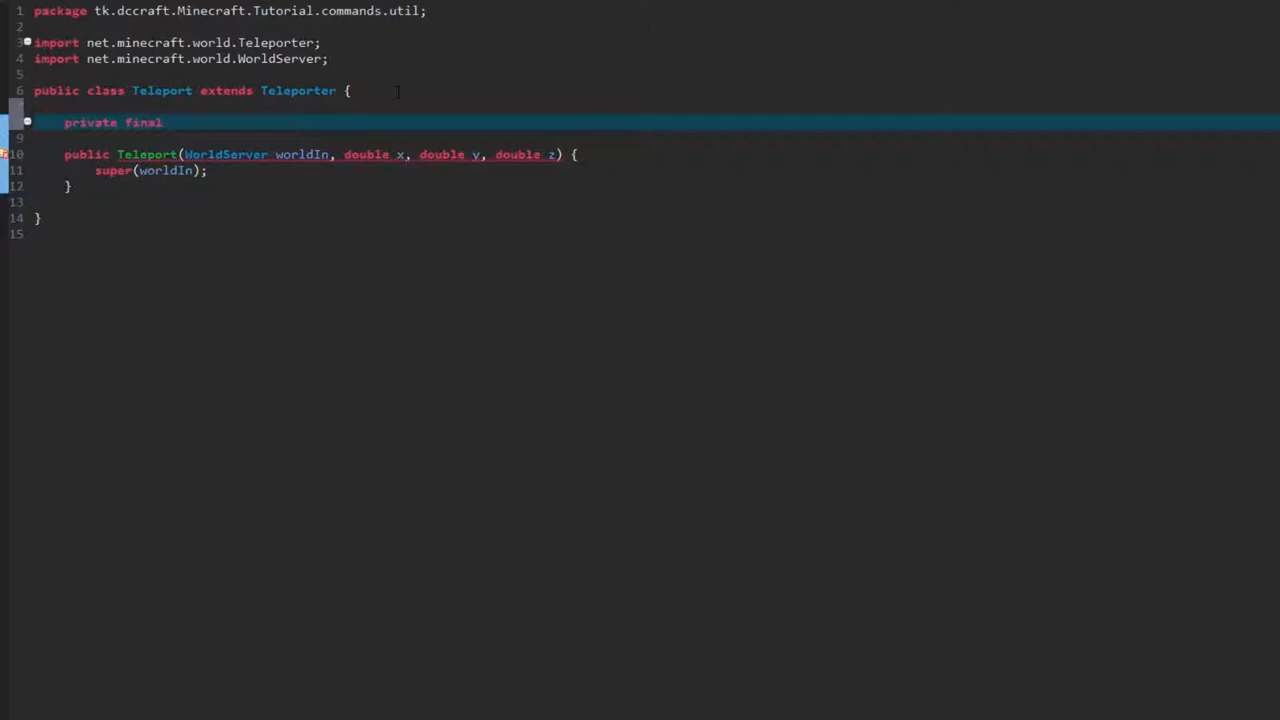 1 package tk.dccraft.Minecraft.Tutorial.commands.util;
2
3 import net.minecraft.world.Teleporter;
4 import net.minecraft.world.WorldServer;
5
6 public class Teleport extends Teleporter {
private final
9
10 public Teleport(WorldServer worldIn, double x, double y, double z) {
11 super(worldIn);
12 }
13
14 }
15